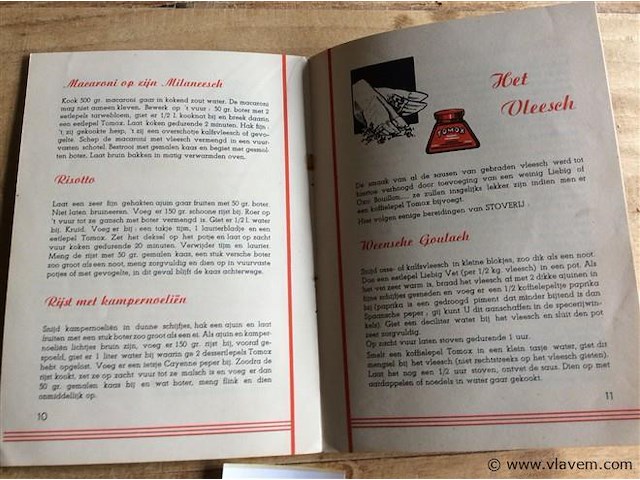 Macaroni op zijn Milaneesch
Kook 500 gr. macaroni gaar in kokend zout water. De macaroni
mag niet aaneen kleven. Bewerk op 't vuur: 50 gr. boter met 2
eetlepels tarwebloem, giet er 1/2 l. kooknat bij en breek daarin
een eetlepel Tomox. Laat koken gedurende 2 minuten. Hak fijn
't zij gekookte hesp, 't zij een overschotje kalfsvleesch of gevo-
gelte. Schep de macaroni met vleesch vermengd in een vuur-
vasten schotel. Bestrooi met gemalen kaas en begiet met gesmol-
ten boter. Laat bruin bakken in matig verwarmden oven.
Risotto
Laat een zeer fijn gehakten ajuin gaar fruiten met 50 gr. boter.
Niet laten bruineeren. Voeg er 150 gr. schoone rijst bij. Roer op
't vuur tot ze gansch met boter vermengd is. Giet er 1/2 l. water
bij. Kruid. Voeg er bij: een takje tijm, 1 laurierbladje en een
eetlepel Tomox. Zet het deksel op het potje en laat op zacht
vuur koken gedurende 20 minuten. Verwijder tijm en laurier.
Meng de rijst met 50 gr. gemalen kaas, een stuk versche boter
zoo groot als een noot, meng zorgvuldig en dien op in vuurvaste
potjes of met gevogelte, in dit geval blijft de kaas achterwege.
Rijst met kampernoeliën
Snijd kampernoeliën in dunne schijfjes, hak een ajuin en laat
fruiten met een stuk boter zoo groot als een ei. Als ajuin en kamper-
noeliën lichtjes bruin zijn, voeg er 150 gr. rijst bij, vooraf ge-
spoeld, giet er 1 liter water bij waarin ge 2 dessertlepels Tomox
hebt opgelost. Voeg er een ietsje Cayenne peper bij. Zoodra de
rijst kookt, zet ze op zacht vuur tot ze malsch is en voeg er dan
50 gr. gemalen kaas bij en wat boter, meng flink en dien
onmiddellijk op.
10
Het
Vleesch
TOMOX
De smaak van al de sausen van gebraden vleesch werd tot
hiertoe verhoogd door toevoeging van een weinig Liebig of
Oxo Bouillon... ze zullen insgelijks lekker zijn indien men er
een koffielepel Tomox bijvoegt.
Hier volgen eenige bereidingen van STOVERIJ:
Weensche Goulach
Snijd osse- of kalfsvleesch in kleine blokjes, zoo dik als een noot.
Doe een eetlepel Liebig Vet (per 1/2 kg. vleesch) in een pot. Als
het vet zeer warm is, braad het vleesch af met 2 dikke ajuinen in
fijne schijfjes gesneden en voeg er een 1/2 koffielepeltje paprika
bij (paprika is een gedroogd piment dat minder bijtend is dan
Spaansche peper; gij kunt U dit aanschaffen in de specerijwin-
kels). Giet een deciliter water bij het vleesch en sluit den pot
zeer zorgvuldig.
Op zacht vuur laten stoven gedurende 1 uur.
Smelt een koffielepel Tomox in een klein tasje water, giet dit
mengsel bij het vleesch (niet rechtstreeks op het vleesch gieten).
Laat het nog een 1/2 uur stoven, ontvet de saus. Dien op met
aardappelen of noedels in water gaar gekookt.
11
© www.vlavem.com